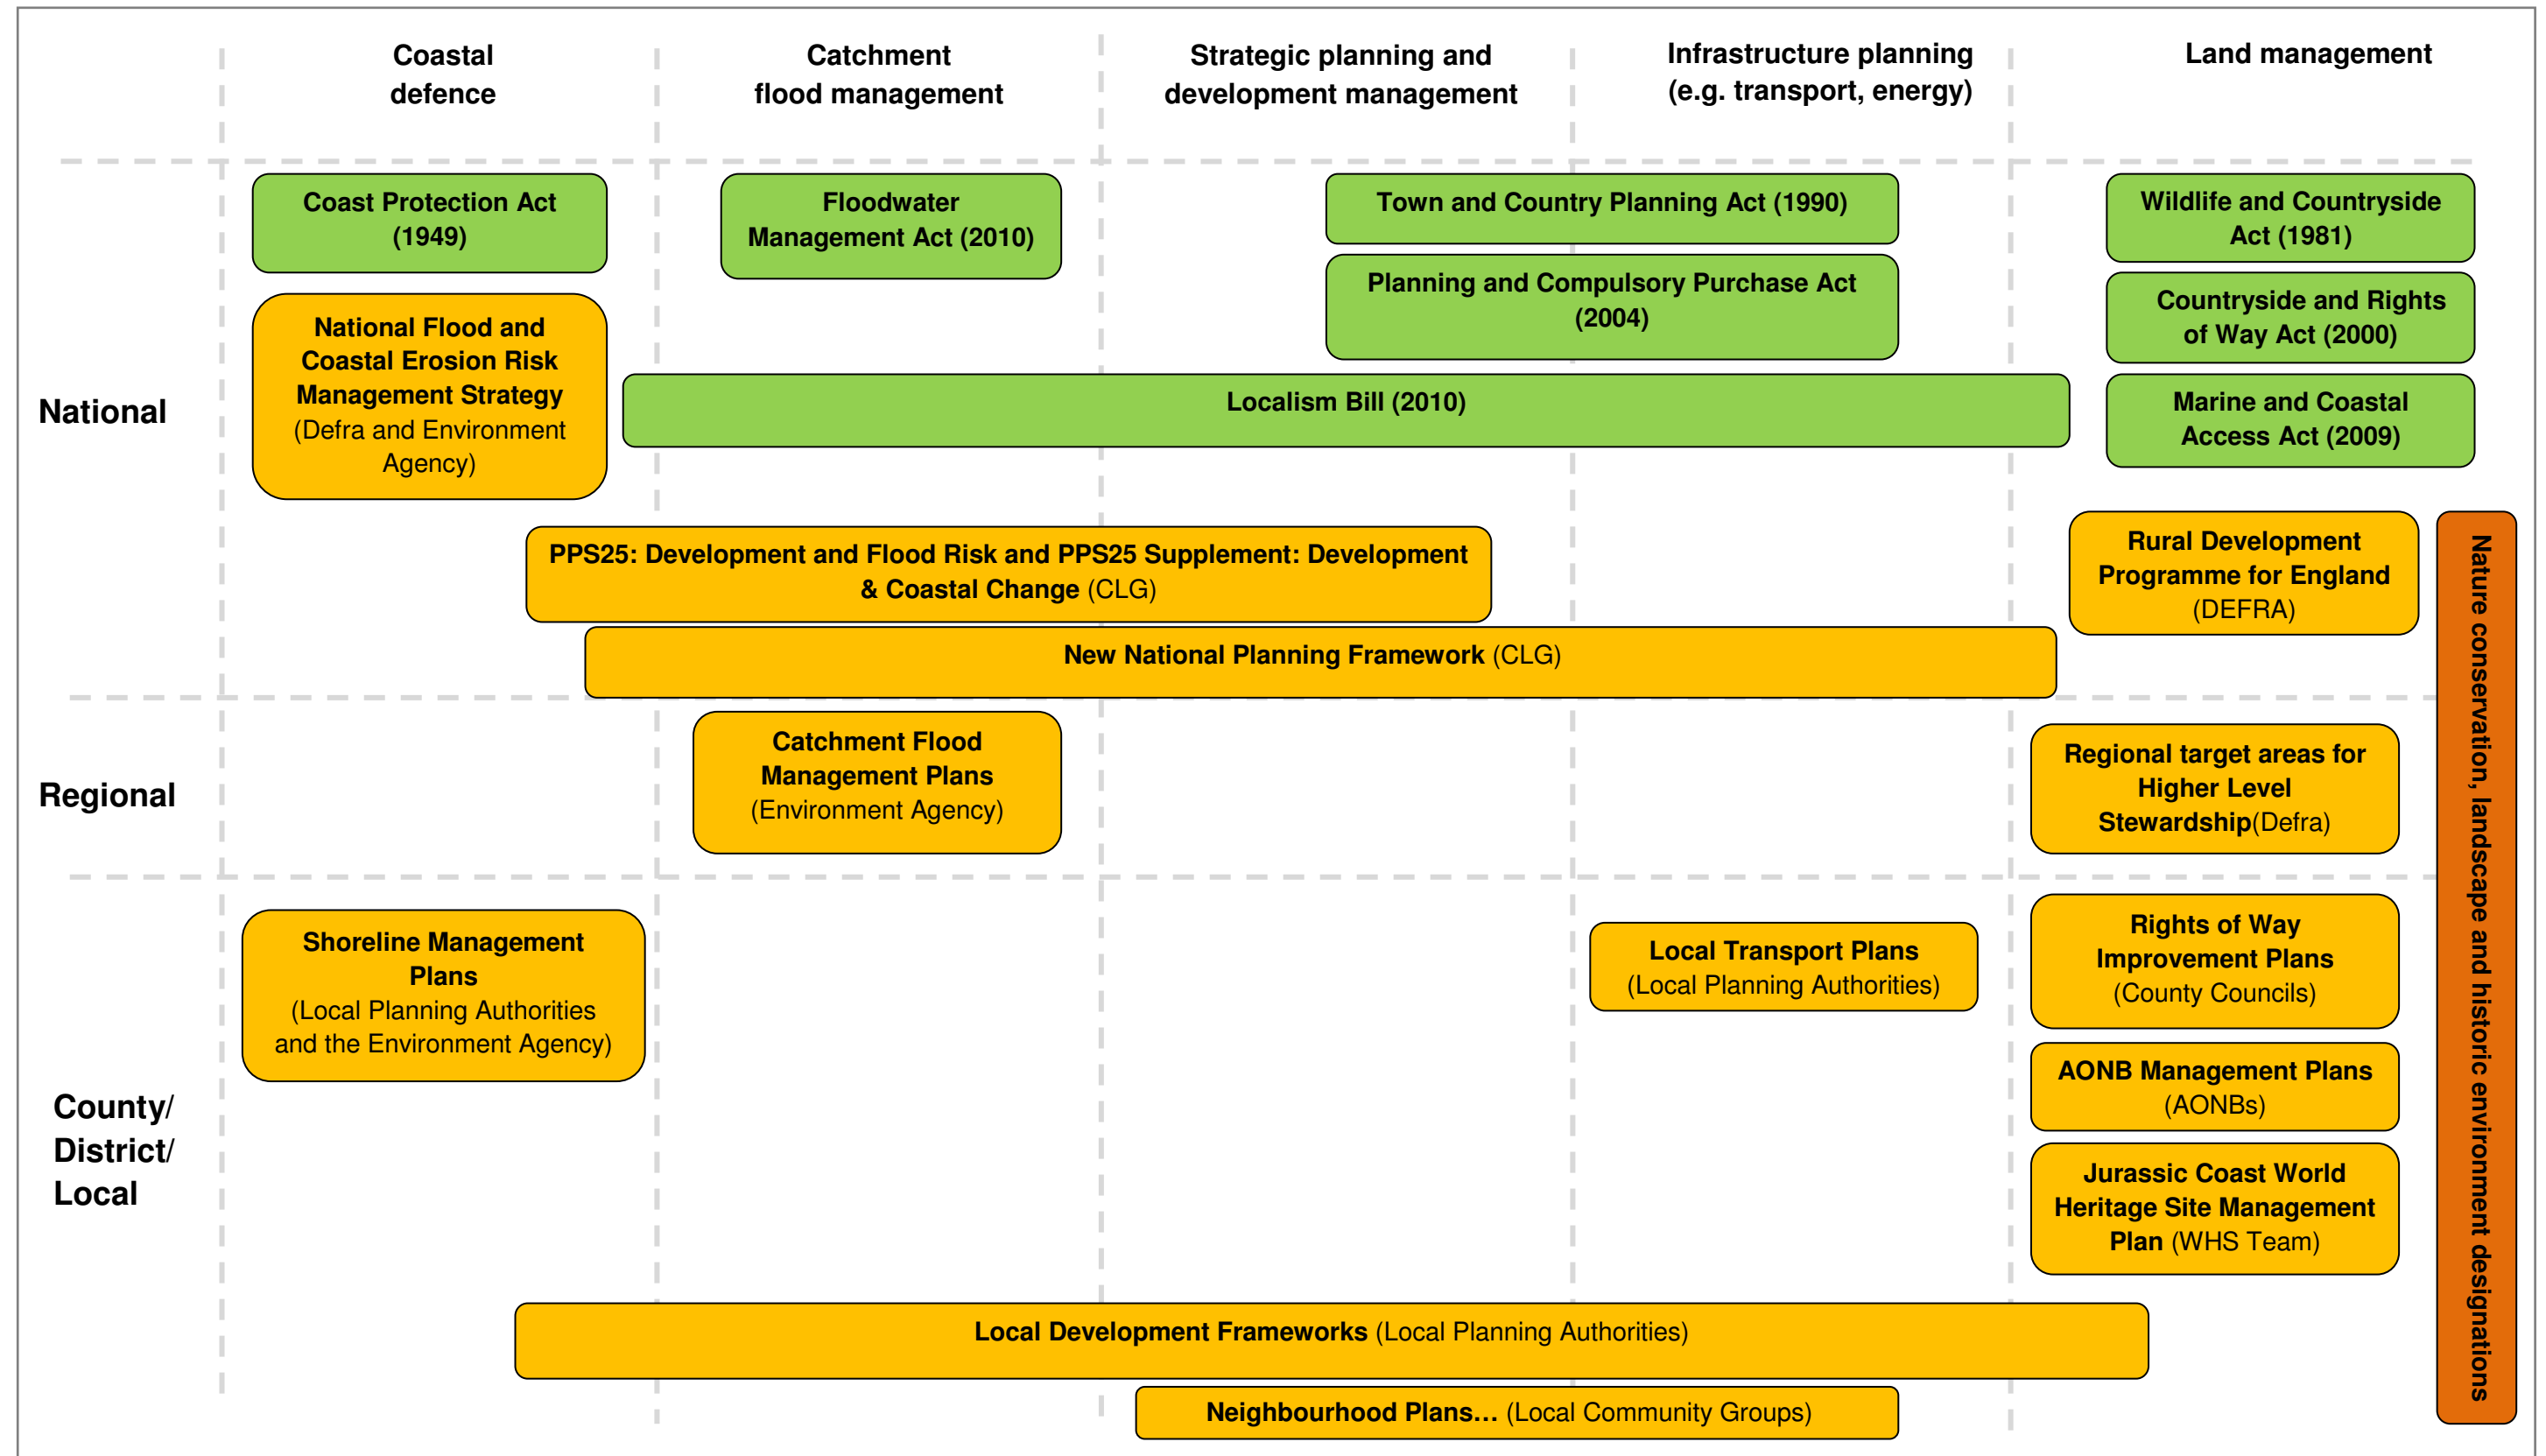 Coastal
defence
Catchment
flood management
Strategic planning and
development management
Infrastructure planning
(e.g. transport, energy)
Land management
National
Coast Protection Act
(1949)
Floodwater
Management Act (2010)
Town and Country Planning Act (1990)
Wildlife and Countryside
Act (1981)
Planning and Compulsory Purchase Act
(2004)
Countryside and Rights
of Way Act (2000)
National Flood and
Coastal Erosion Risk
Management Strategy
(Defra and Environment
Agency)
Localism Bill (2010)
Marine and Coastal
Access Act (2009)
PPS25: Development and Flood Risk and PPS25 Supplement: Development
& Coastal Change (CLG)
Rural Development
Programme for England
(DEFRA)
New National Planning Framework (CLG)
Nature conservation, landscape and historic environment designations
Regional
Catchment Flood
Management Plans
(Environment Agency)
Regional target areas for
Higher Level
Stewardship(Defra)
County/
District/
Local
Shoreline Management
Plans
(Local Planning Authorities
and the Environment Agency)
Local Transport Plans
(Local Planning Authorities)
Rights of Way
Improvement Plans
(County Councils)
AONB Management Plans
(AONBs)
Jurassic Coast World
Heritage Site Management
Plan (WHS Team)
Local Development Frameworks (Local Planning Authorities)
Neighbourhood Plans… (Local Community Groups)